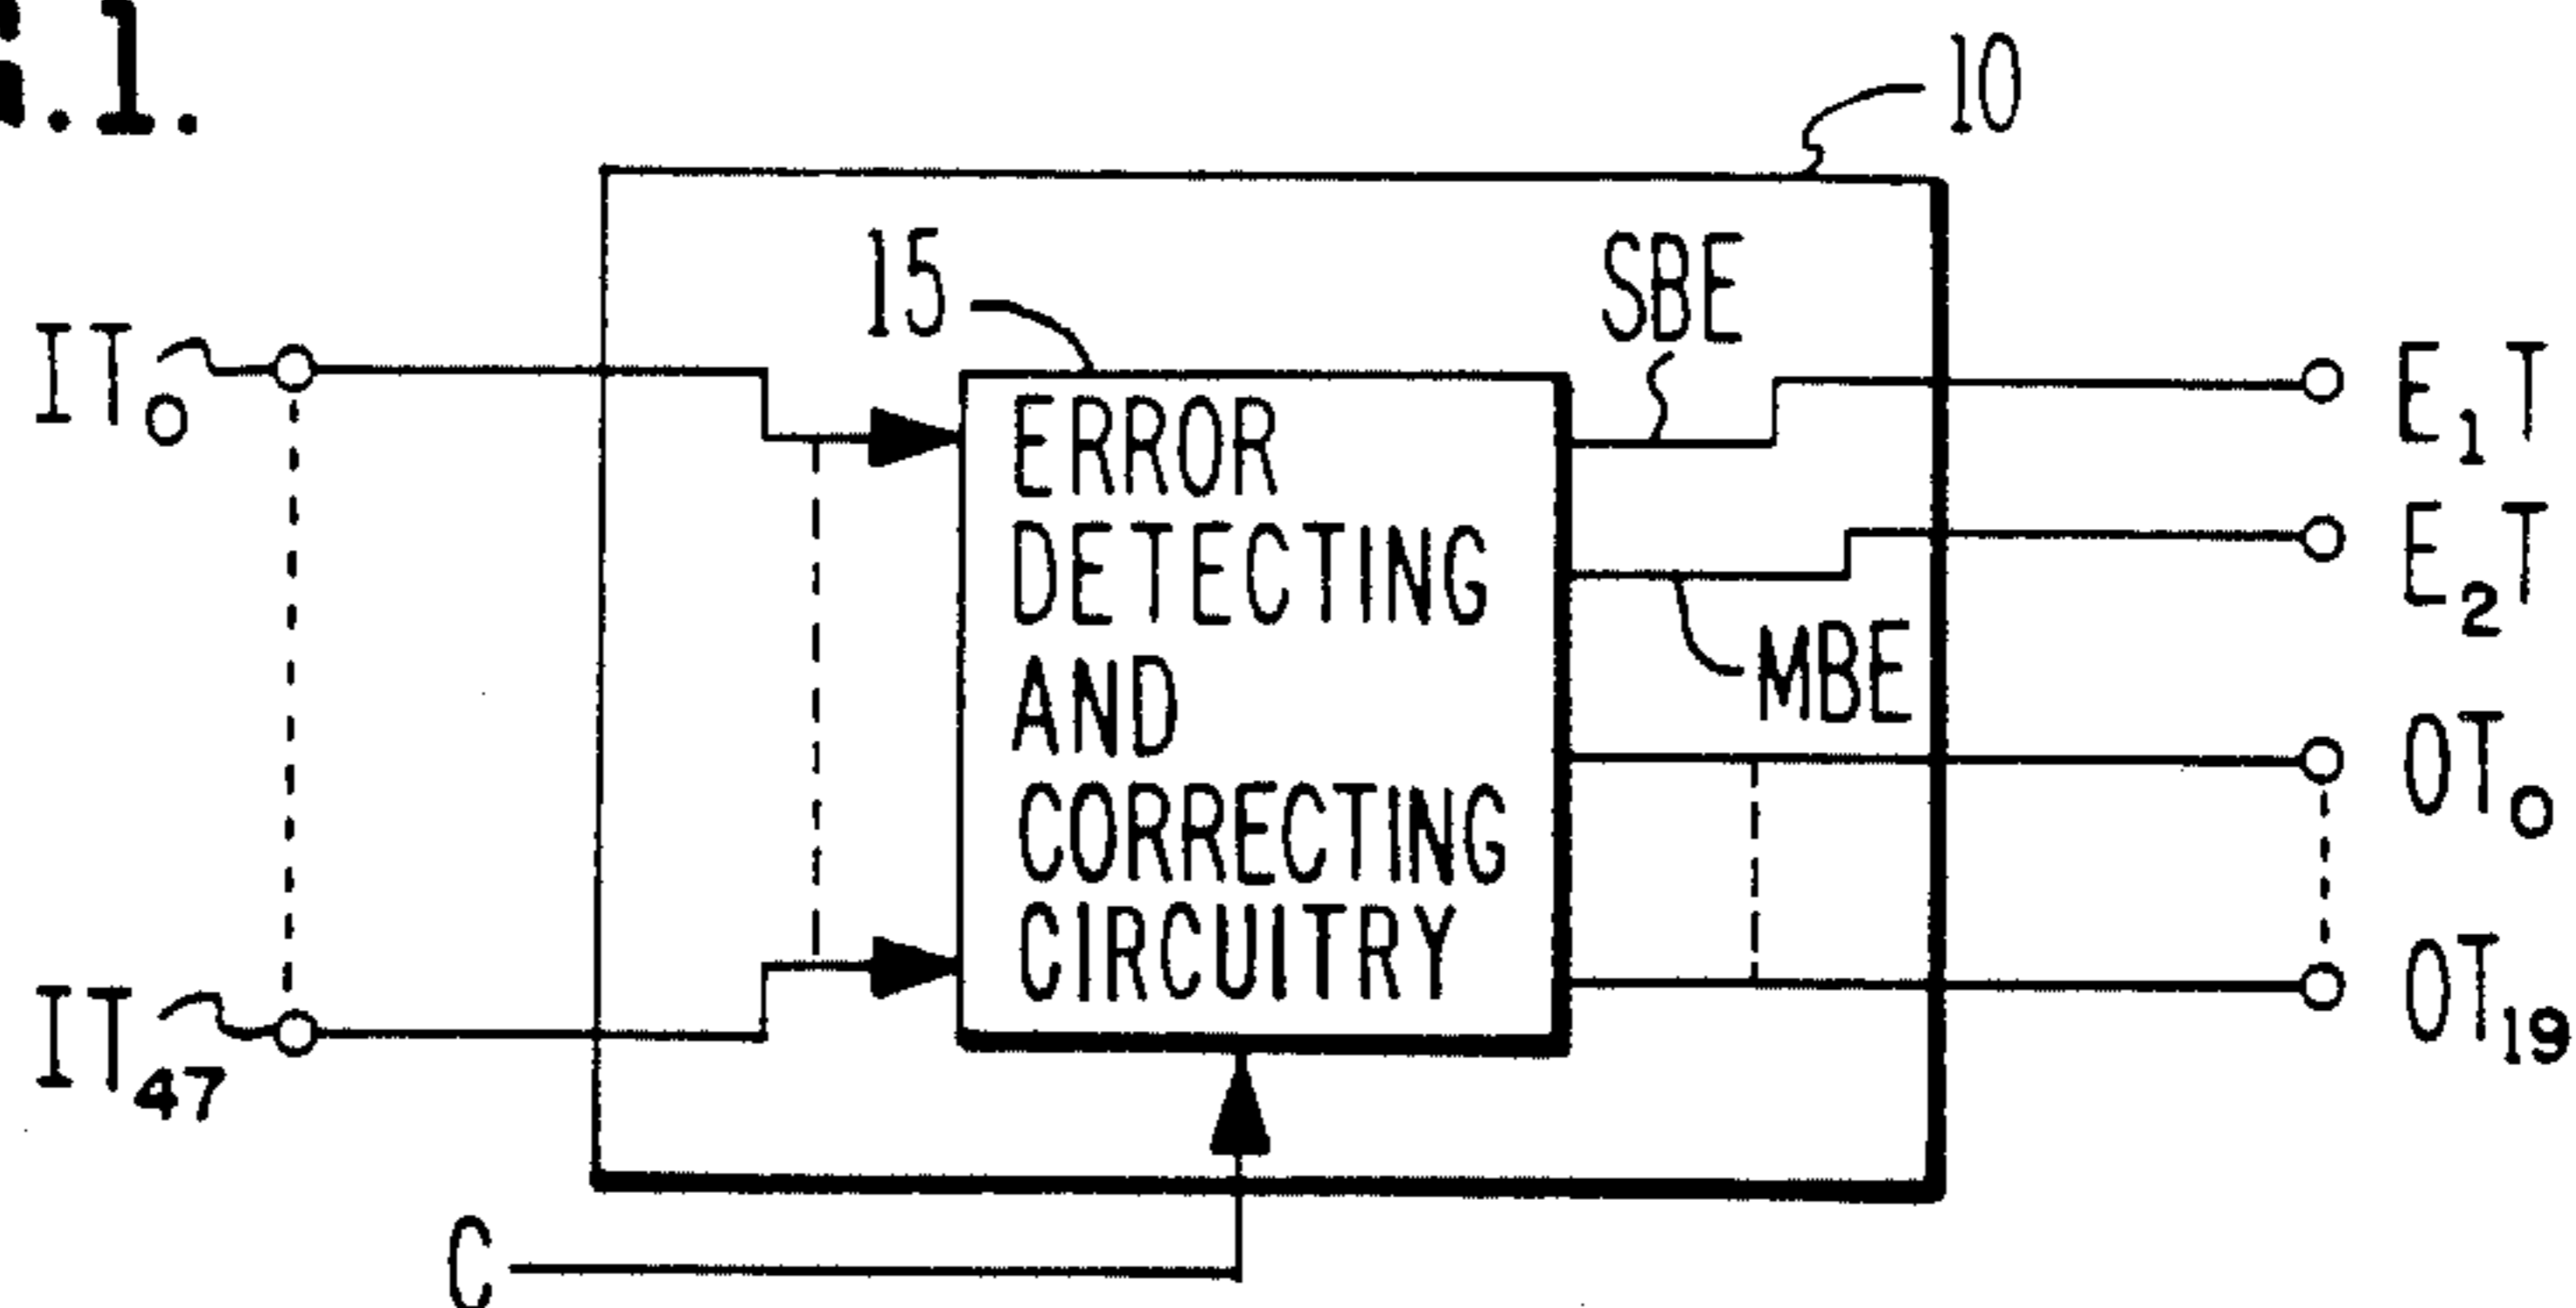 .1.
10
15
SBE
IT0
E1T
ERROR
DETECTING
AND
CORRECTING
CIRCUITRY
E2T
MBE
OT0
OT19
IT47
C